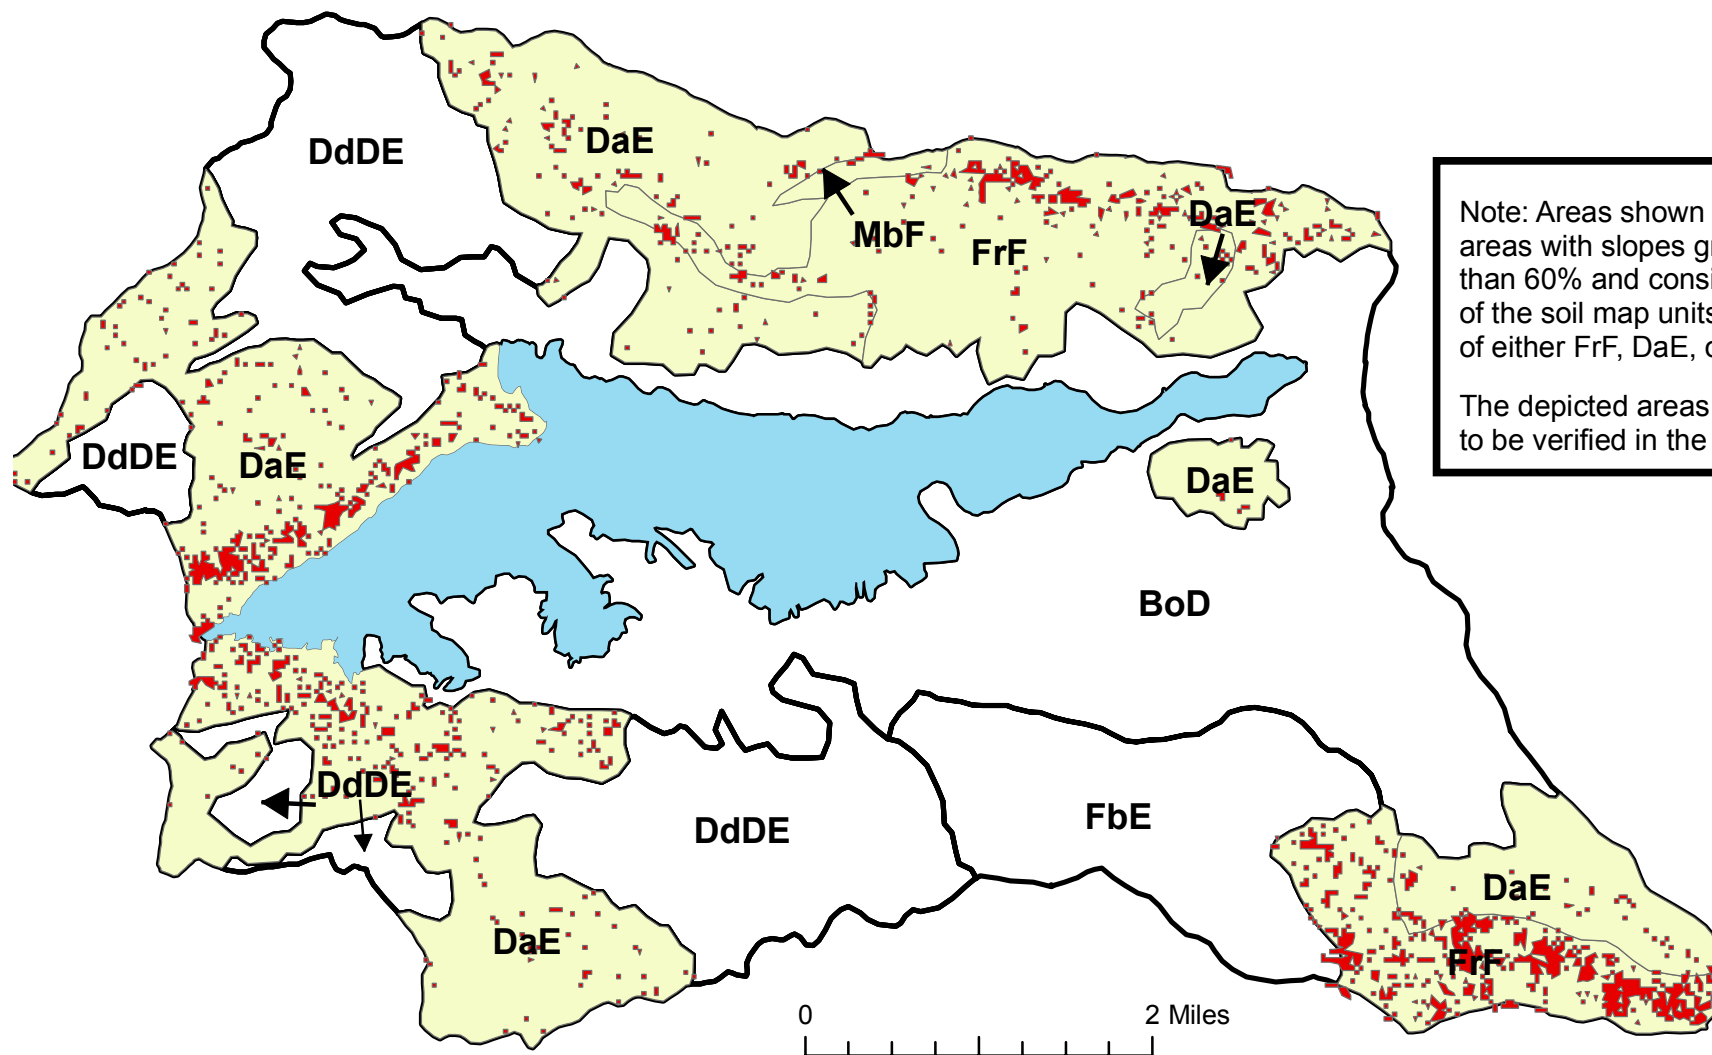 DdDE
DaE
MbF
FrF
DaE
Note: Areas shown
areas with slopes
than 60% and
of the soil map units
of either FrF, DaE,
The depicted areas
to be verified in the
DdDE
DaE
DaE
BoD
DdDE
DdDE
FbE
DaE
DaE
FrF
0
2 Miles